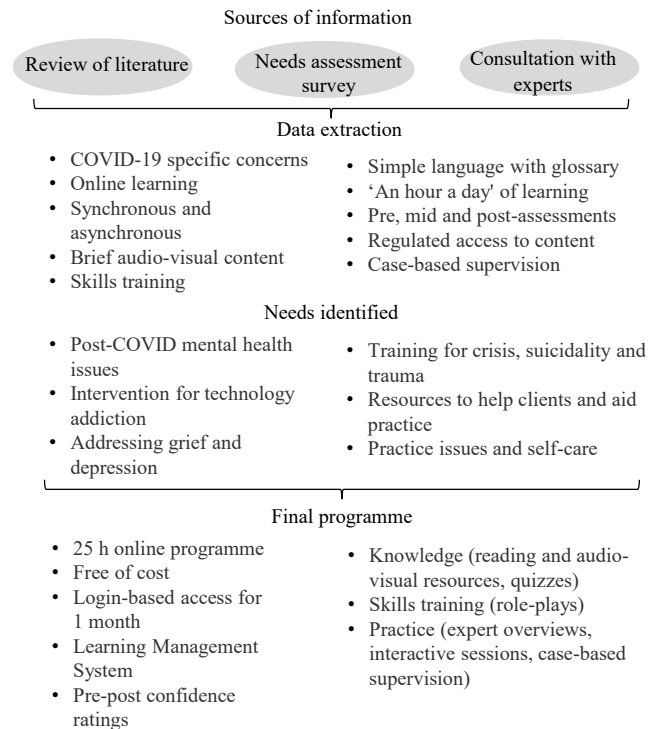 Sources of information
Review of literature
Needs assessment
survey
Consultation with
experts
Data extraction
• COVID-19 specific concerns
• Online learning
• Synchronous and
asynchronous
• Brief audio-visual content
• Skills training
• Simple language with glossary
• ‘An hour a day' of learning
• Pre, mid and post-assessments
• Regulated access to content
• Case-based supervision
Needs identified
• Post-COVID mental health
issues
• Intervention for technology
addiction
• Addressing grief and
depression
• Training for crisis, suicidality and
trauma
• Resources to help clients and aid
practice
• Practice issues and self-care
Final programme
• 25 h online programme
• Free of cost
• Login-based access for
1 month
• Learning Management
System
• Pre-post confidence
ratings
• Knowledge (reading and audio-
visual resources, quizzes)
• Skills training (role-plays)
• Practice (expert overviews,
interactive sessions, case-based
supervision)